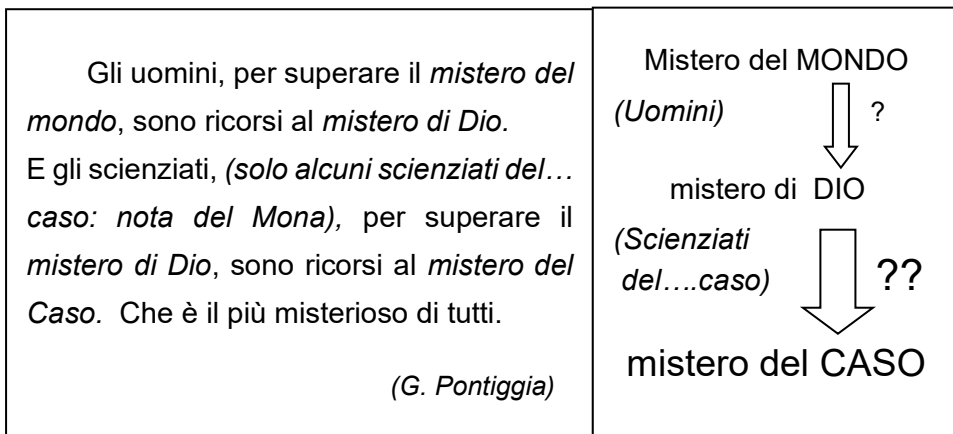 Gli uomini, per superare il mistero del
mondo, sono ricorsi al mistero di Dio.
E gli scienziati, (solo alcuni scienziati del…
caso: nota del Mona), per superare il
mistero di Dio, sono ricorsi al mistero del
Caso. Che è il più misterioso di tutti.
(G. Pontiggia)
Mistero del MONDO
(Uomini) ?
mistero di DIO
(Scienziati
del….caso) ??
mistero del CASO